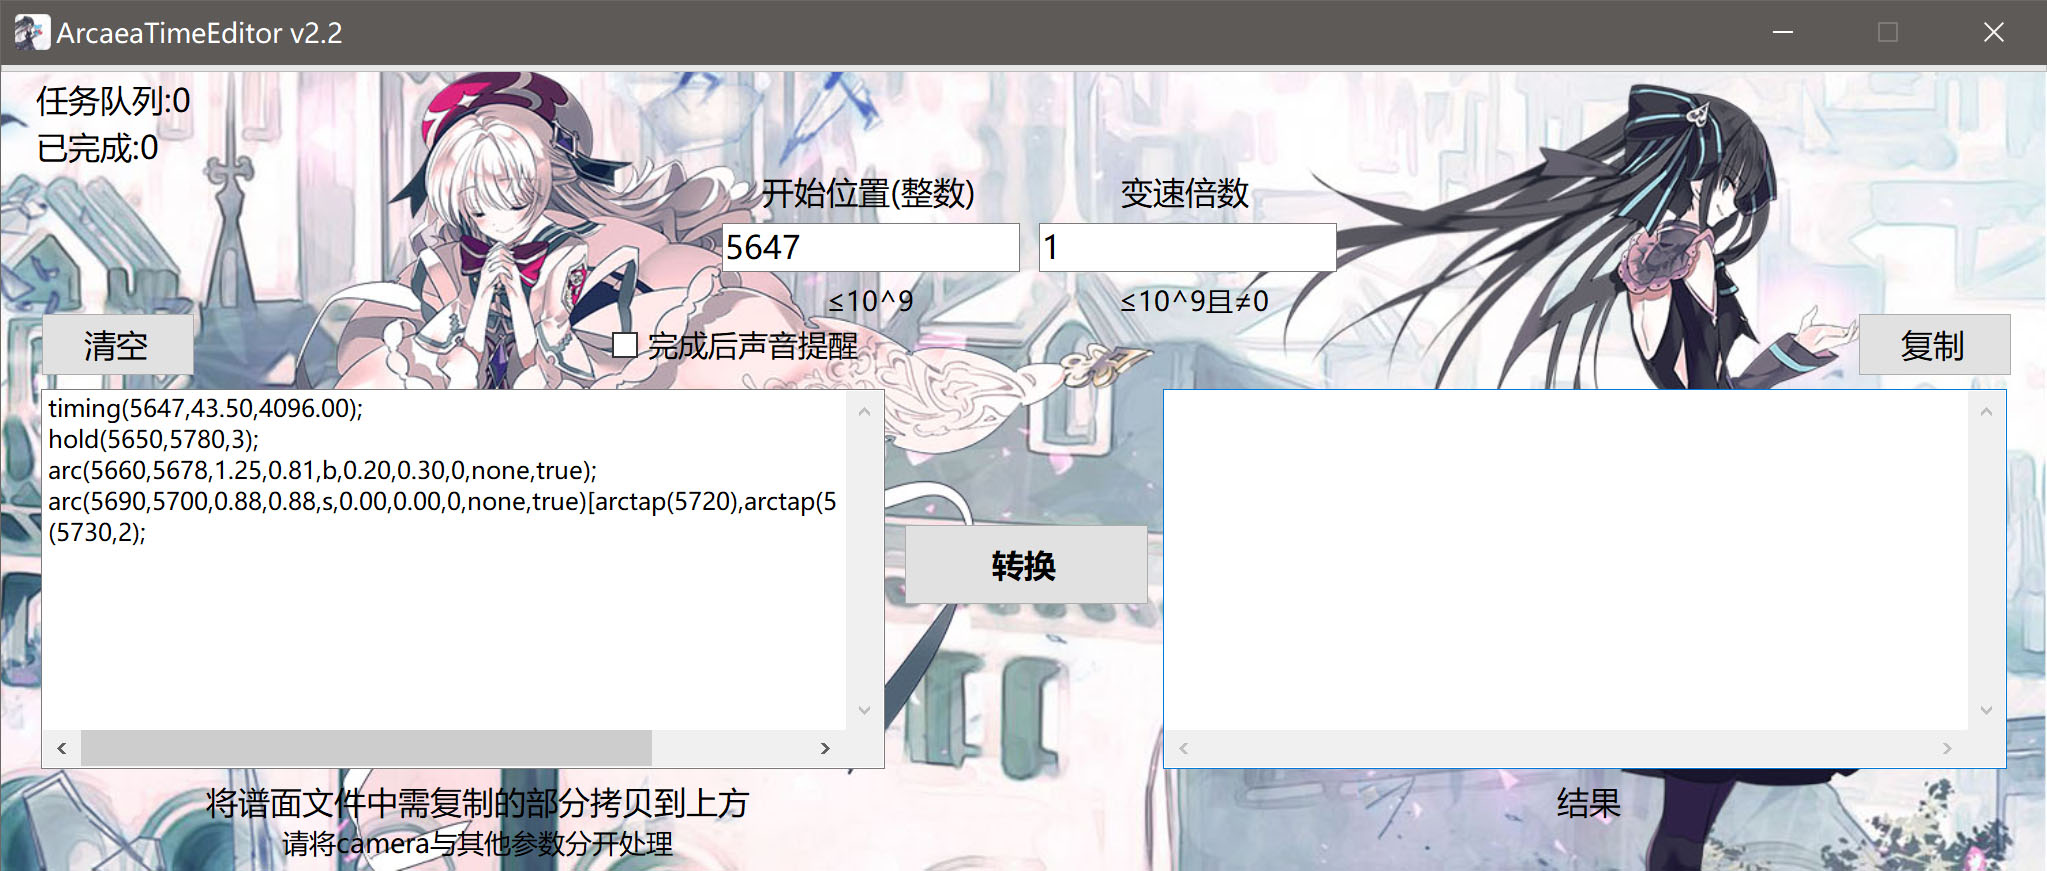 ArcaeaTimeEditor v2.2
任务队列:0
已完成:0
开始位置(整数)
变速倍数
5647
1
≤10^9
≤10^9且≠0
清空
完成后声音提醒
复制
timing(5647,43.50,4096.00);
hold(5650,5780,3);
arc(5660,5678,1.25,0.81,b,0.20,0.30,0,none,true);
arc(5690,5700,0.88,0.88,s,0.00,0.00,0,none,true)[arctap(5720),arctap(5
(5730,2);
转换
将谱面文件中需复制的部分拷贝到上方
请将camera与其他参数分开处理
结果